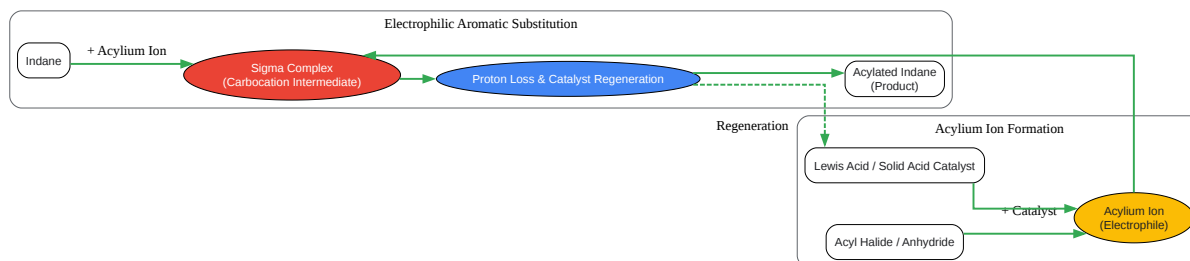 Electrophilic Aromatic Substitution
Indane
+ Acylium Ion
Sigma Complex
(Carbocation Intermediate)
Proton Loss & Catalyst Regeneration
Acylated Indane
(Product)
Regeneration
Acylium Ion Formation
Lewis Acid / Solid Acid Catalyst
+ Catalyst
Acylium Ion
(Electrophile)
Acyl Halide / Anhydride